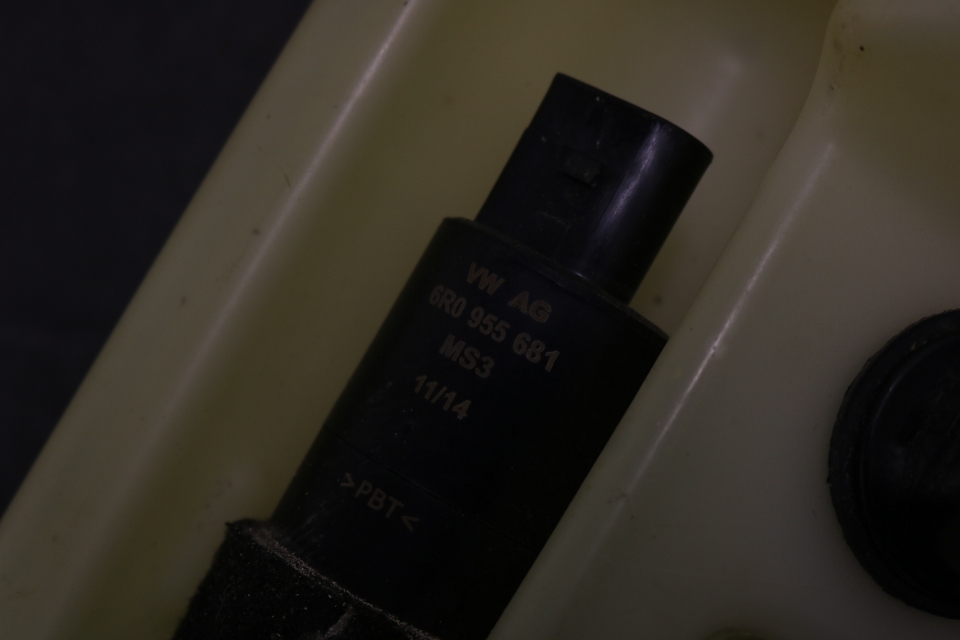 VW AG
6R0 955 681
MS3
11/14
>PBT<